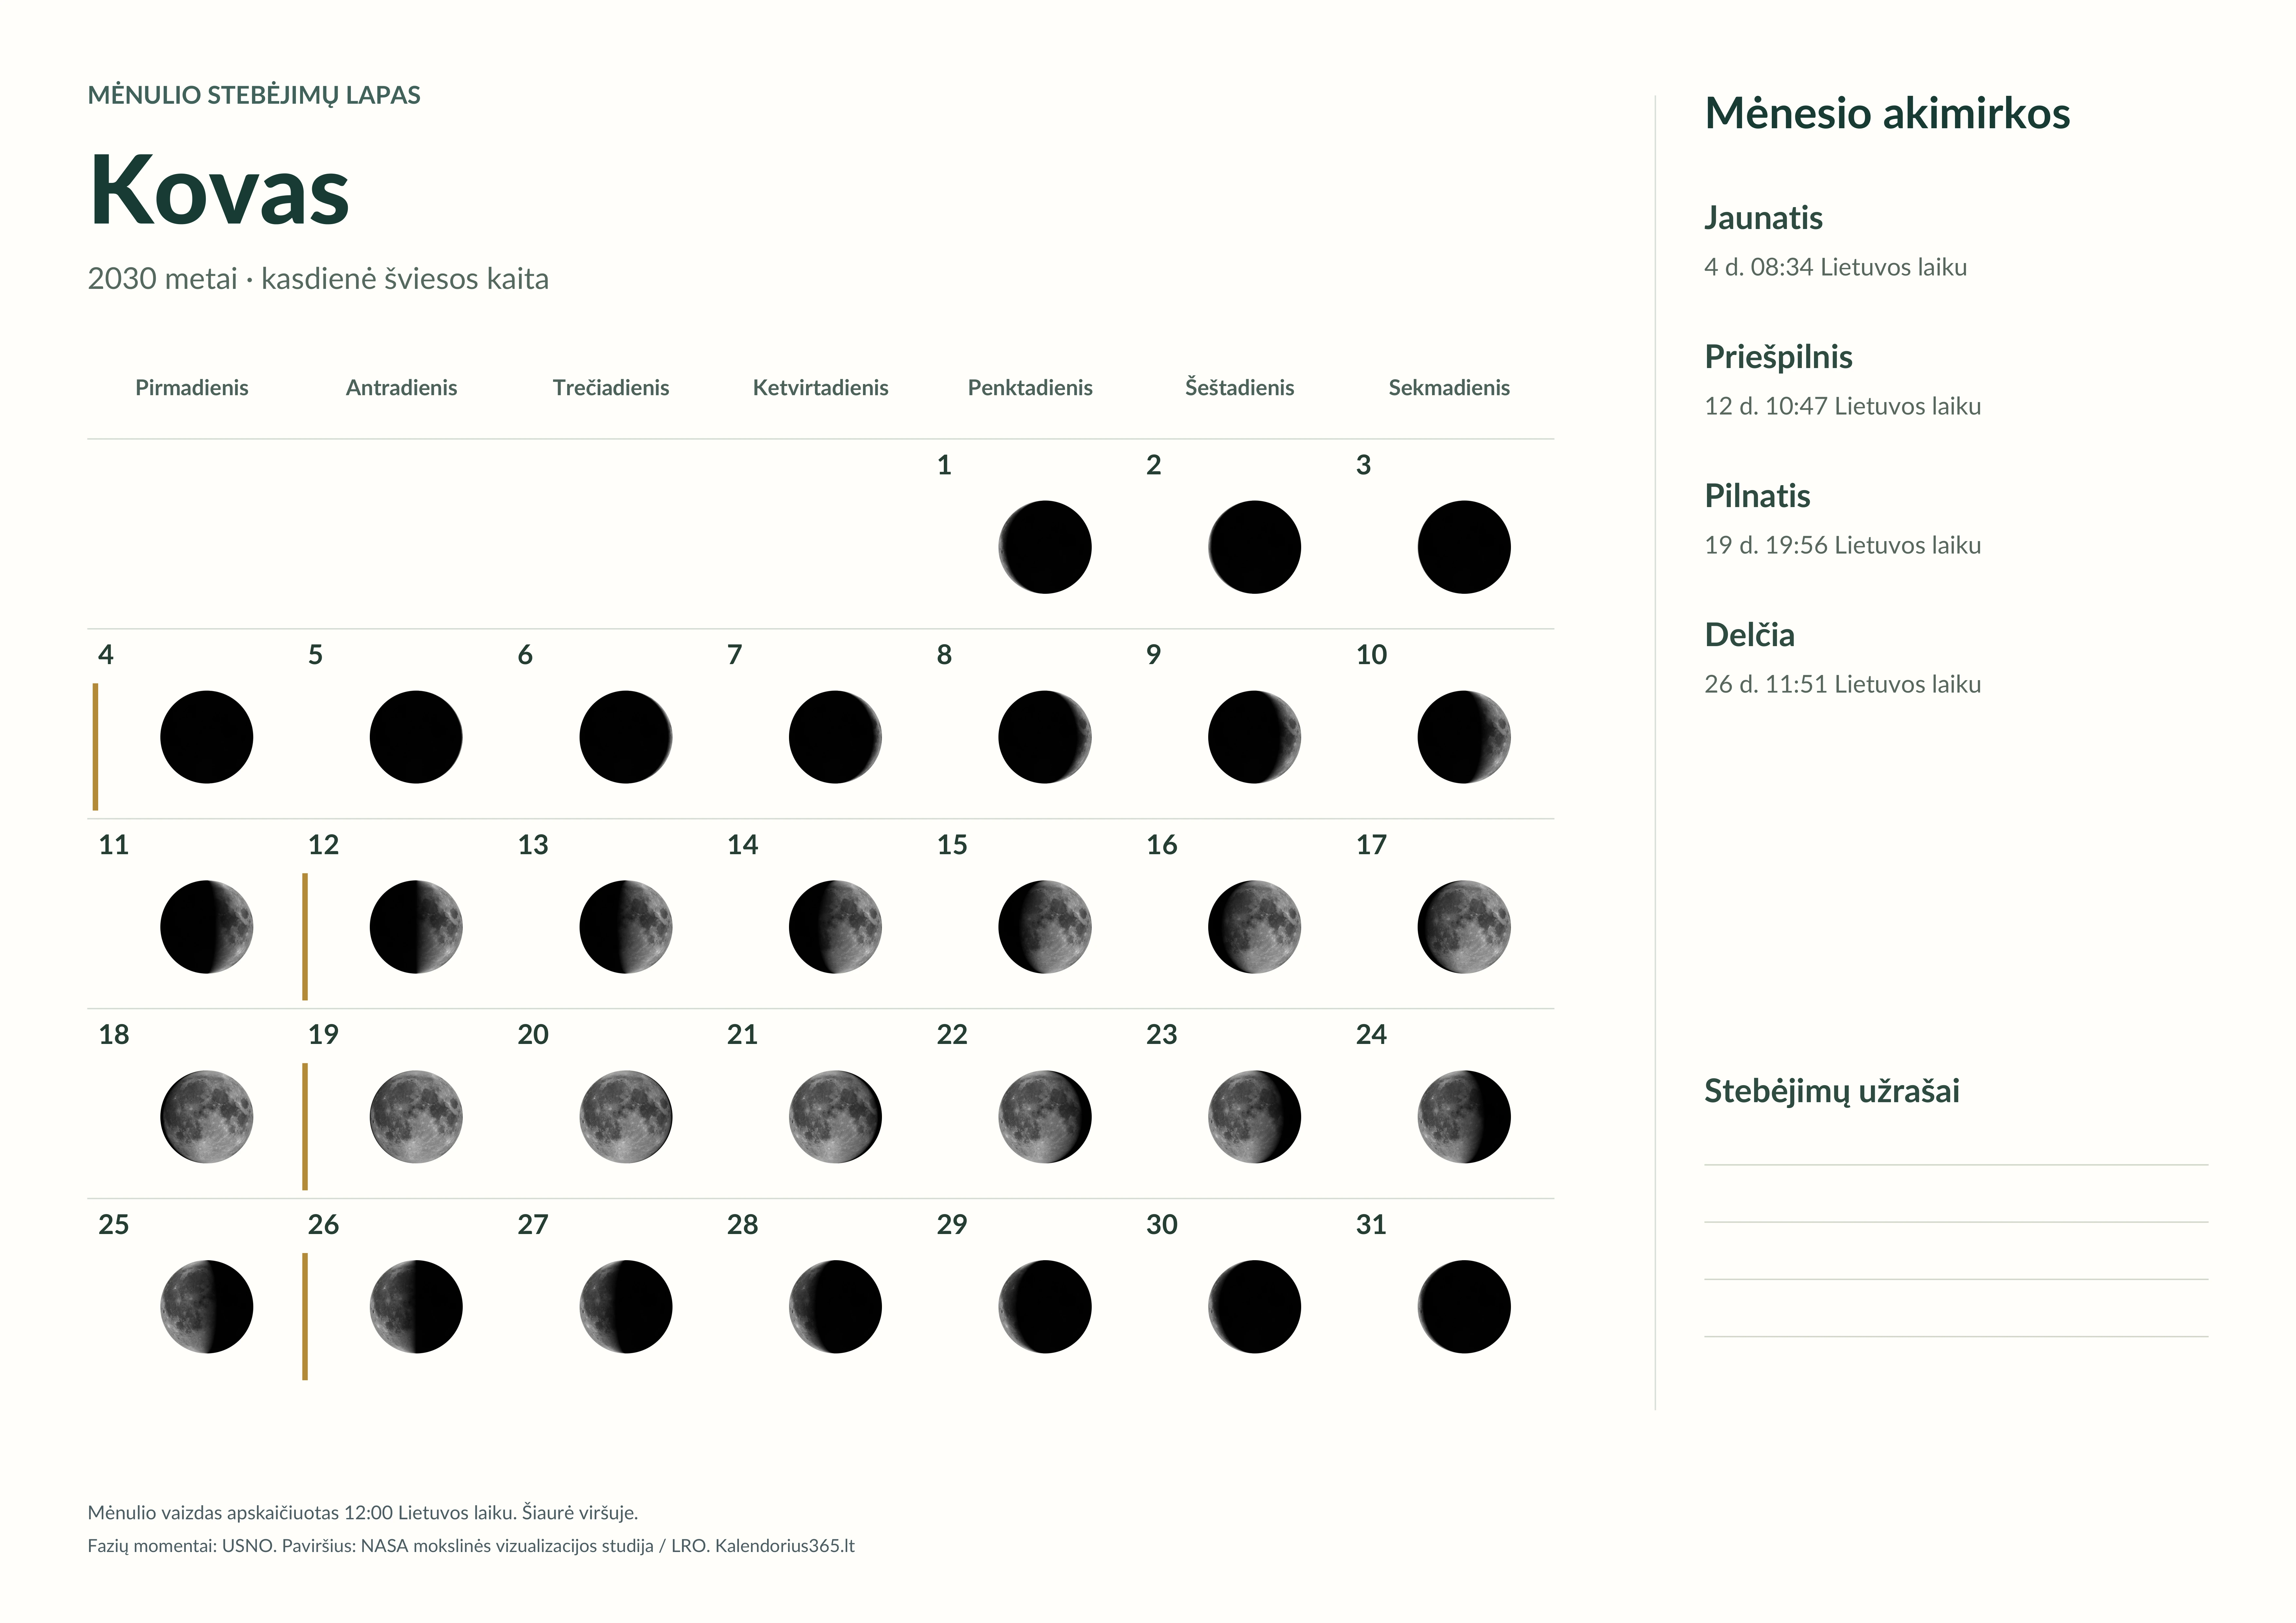 MĖNULIO STEBĖJIMŲ LAPAS
Kovas
2030 metai · kasdienė šviesos kaita
Pirmadienis Antradienis Trečiadienis Ketvirtadienis Penktadienis Šeštadienis Sekmadienis
1 2 3
4 5 6 7 8 9 10
11 12 13 14 15 16 17
18 19 20 21 22 23 24
25 26 27 28 29 30 31
Mėnesio akimirkos
Jaunatis
4 d. 08:34 Lietuvos laiku
Priešpilnis
12 d. 10:47 Lietuvos laiku
Pilnatis
19 d. 19:56 Lietuvos laiku
Delčia
26 d. 11:51 Lietuvos laiku
Stebėjimų užrašai
Mėnulio vaizdas apskaičiuotas 12:00 Lietuvos laiku. Šiaurė viršuje.
Fazių momentai: USNO. Paviršius: NASA mokslinės vizualizacijos studija / LRO. Kalendorius365.lt